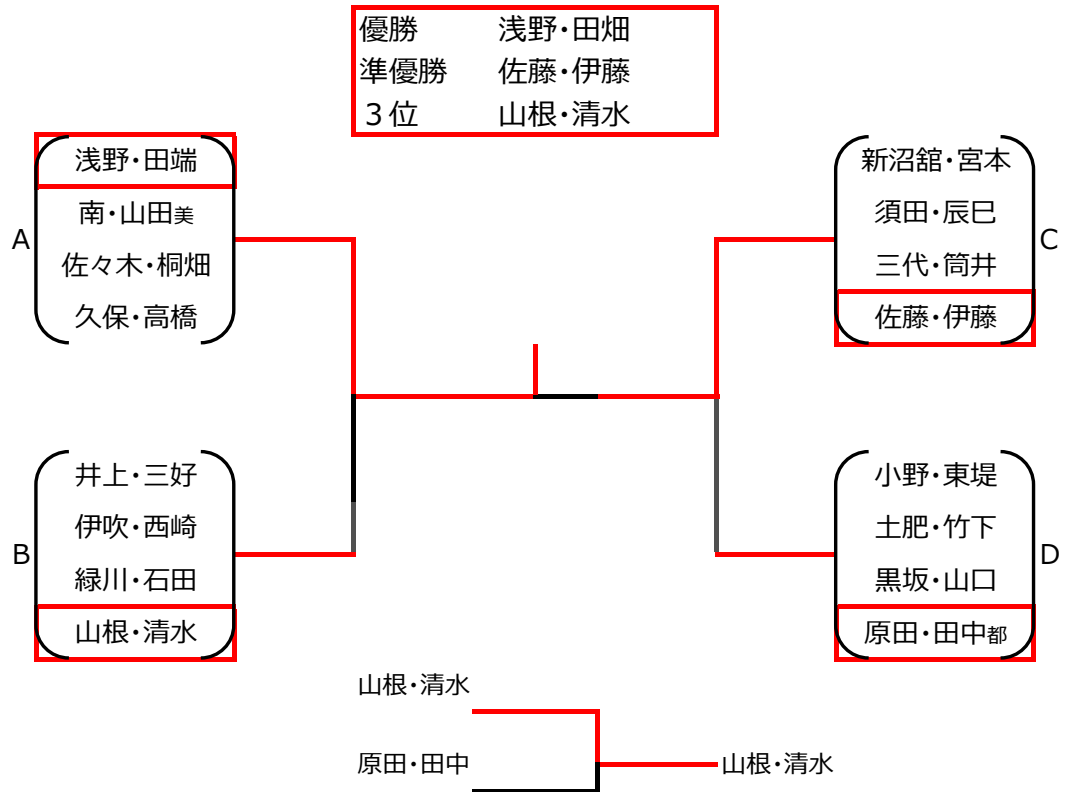 優勝 浅野・田畑
準優勝 佐藤・伊藤
３位 山根・清水
A
浅野・田端
南・山田美
佐々木・桐畑
久保・高橋
C
新沼舘・宮本
須田・辰巳
三代・筒井
佐藤・伊藤
B
井上・三好
伊吹・西崎
緑川・石田
山根・清水
D
小野・東堤
土肥・竹下
黒坂・山口
原田・田中都
山根・清水
原田・田中
山根・清水